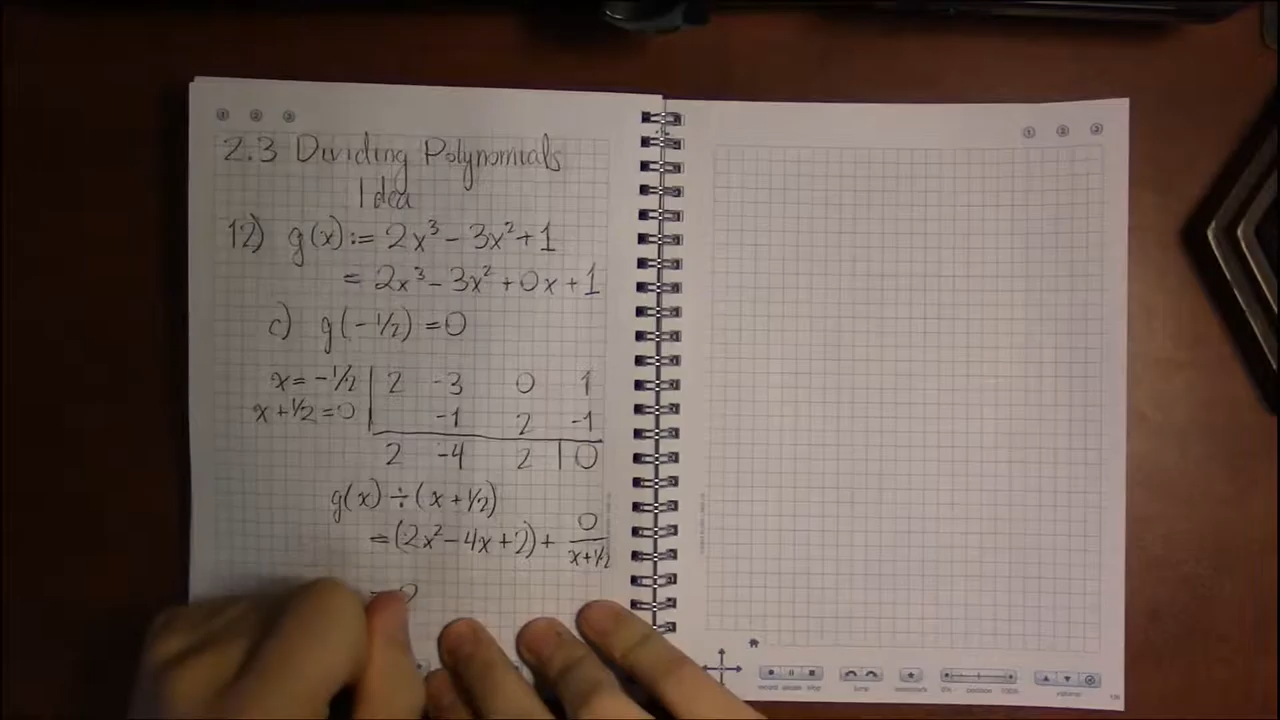 2.3 Dividing Polynomials
Idea
12) g(x) := 2x³ - 3x² + 1
= 2x³ - 3x² + 0x + 1
c) g(-1/2) = 0
x = -1/2 | 2 -3 0 1
x + 1/2 = 0 | -1 2 -1
2 -4 2 | 0
g(x) ÷ (x + 1/2)
= (2x² - 4x + 2) + 0/(x + 1/2)
= 2